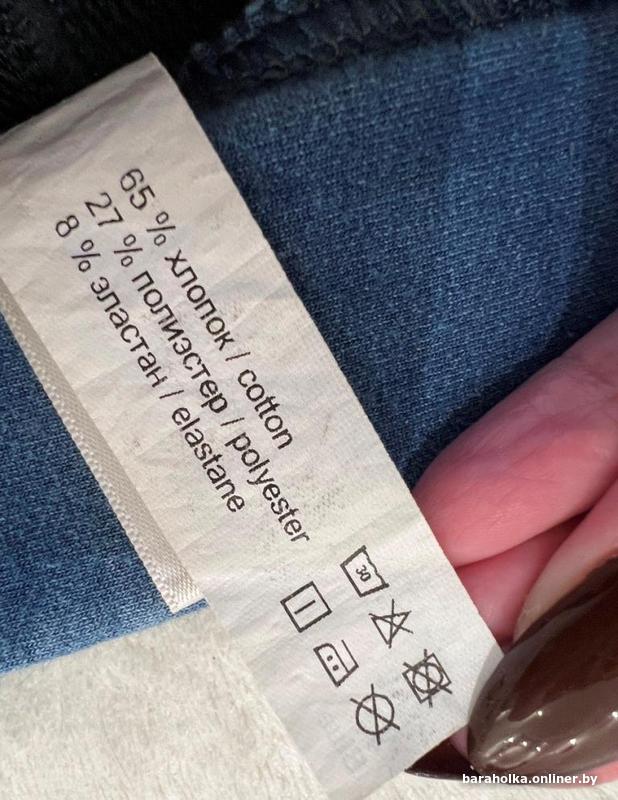 65 % хлопок / cotton
27 % полиэстер / polyester
8 % эластан / elastane
30
baraholka.onliner.by